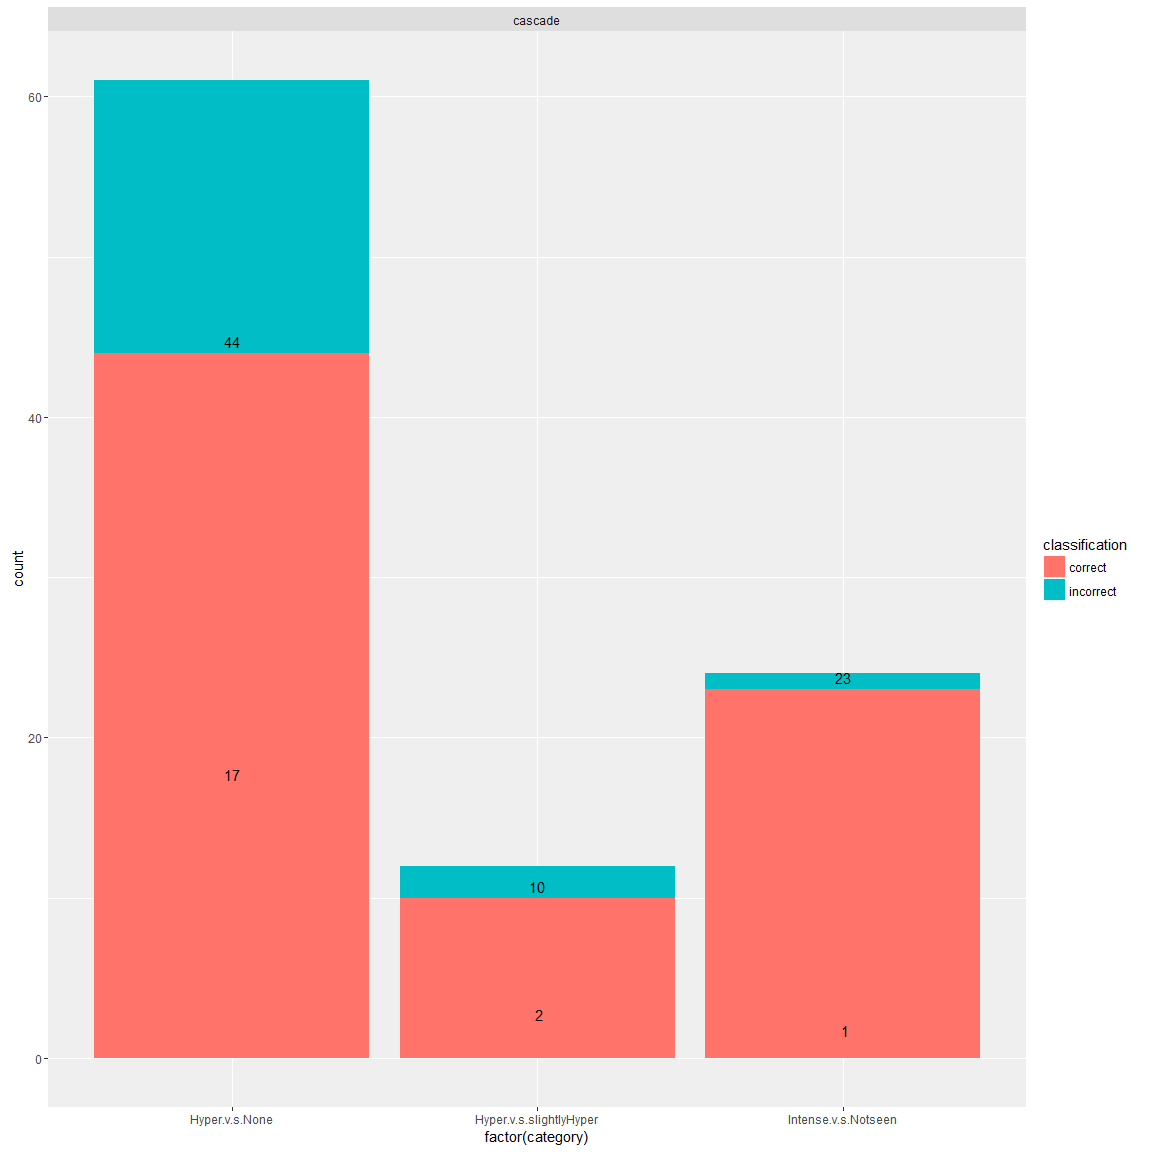 cascade
60
40
20
0
count
44
17
10
2
23
1
Hyper.v.s.None
Hyper.v.s.slightlyHyper
Intense.v.s.Notseen
factor(category)
classification
correct
incorrect